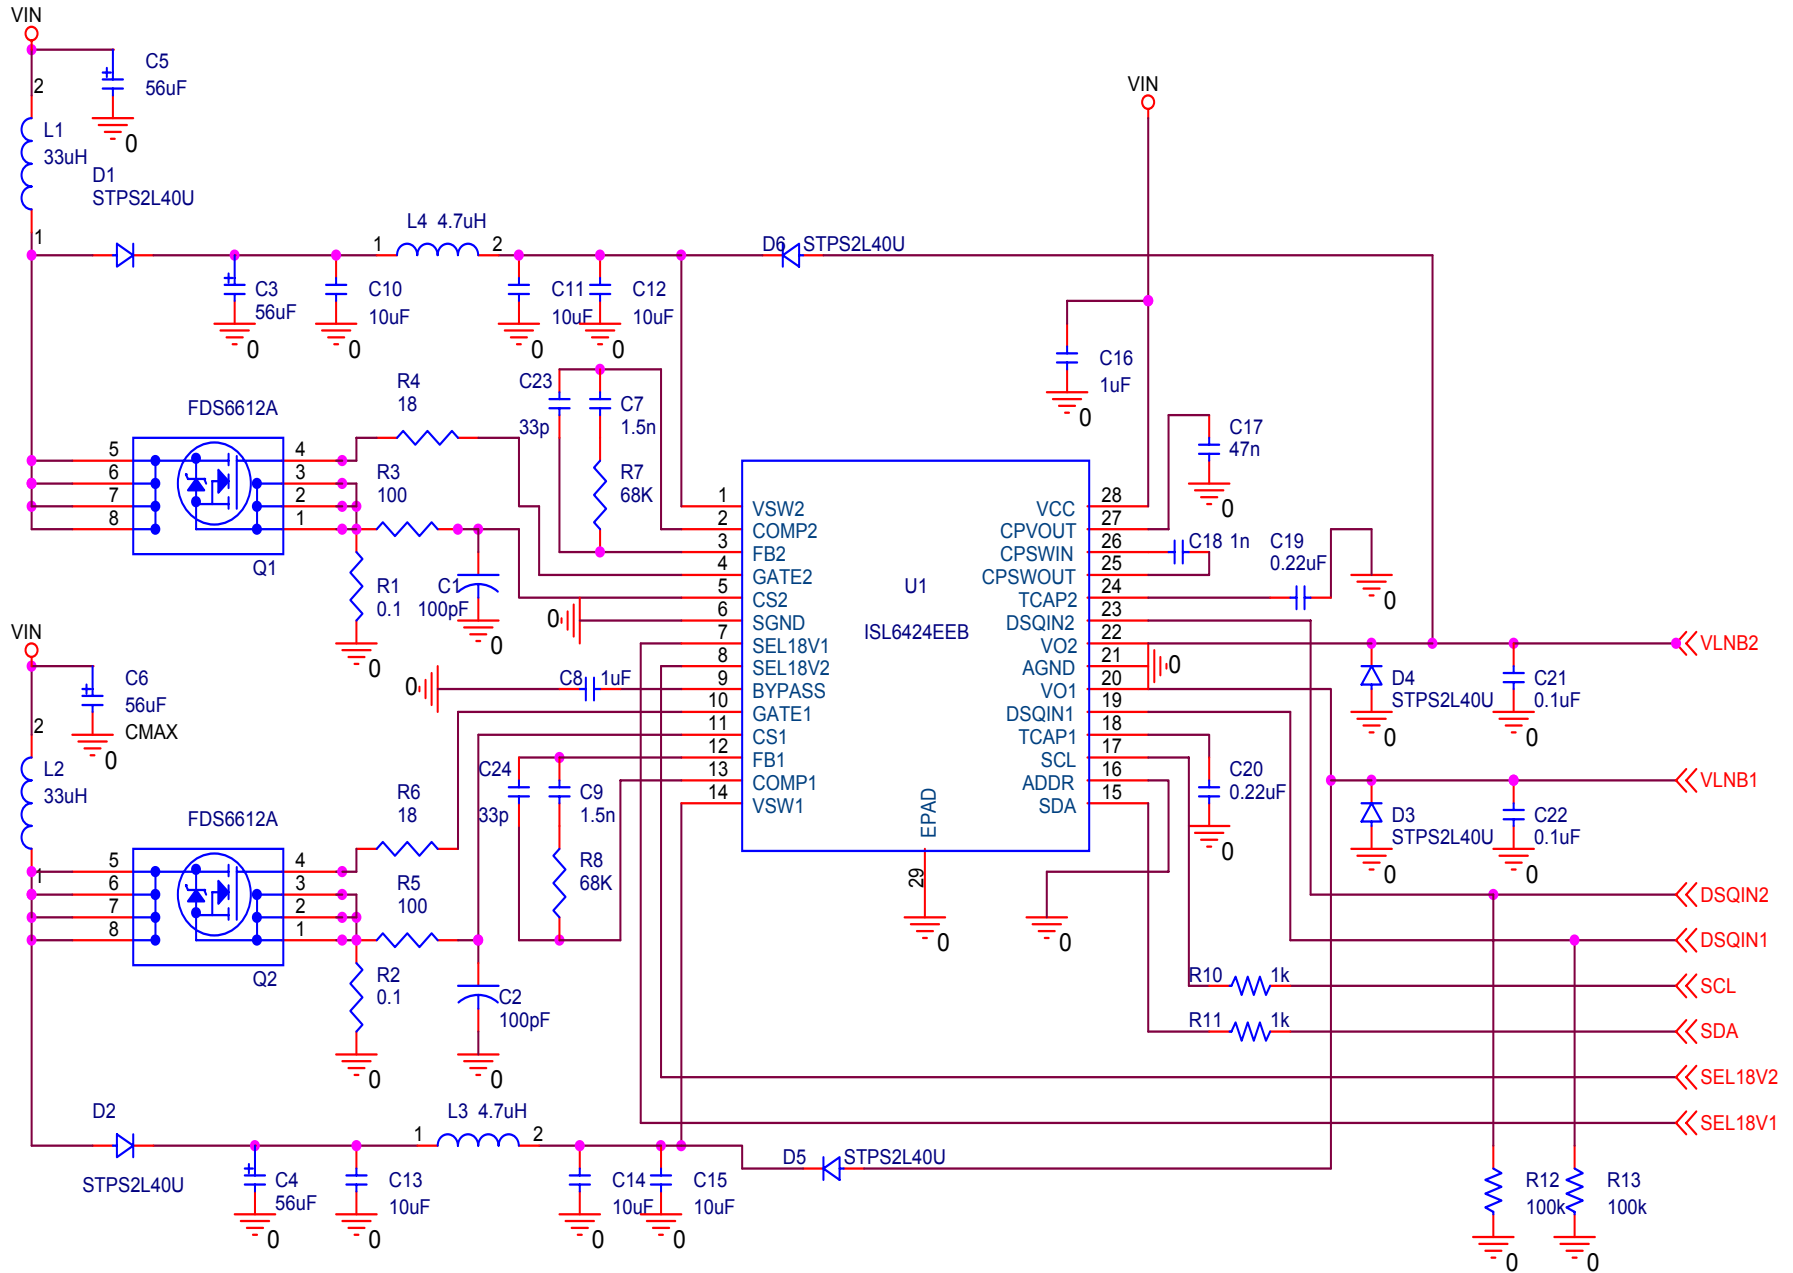 VIN
C5
56uF
2
0
L1
33uH
D1
STPS2L40U
1
L4 4.7uH
1
2
D6 STPS2L40U
VIN
C3
56uF
0
C10
10uF
0
C11
10uF
0
C12
10uF
0
C16
1uF
0
FDS6612A
R4
18
C23
33p
C7
1.5n
R7
68K
C17
47n
0
5
6
7
8
4
3
2
1
Q1
R3
100
R1
0.1
0
C1
100pF
0
1
2
3
4
5
6
7
8
9
10
11
12
13
14
VSW2
COMP2
FB2
GATE2
CS2
SGND
SEL18V1
SEL18V2
BYPASS
GATE1
CS1
FB1
COMP1
VSW1
U1
ISL6424EEB
EPAD
29
0
VCC
CPVOUT
CPSWIN
CPSWOUT
TCAP2
DSQIN2
VO2
AGND
VO1
DSQIN1
TCAP1
SCL
ADDR
SDA
28
27
26
25
24
23
22
21
20
19
18
17
16
15
C18 1n
C19
0.22uF
0
0
0
0
C8 1uF
0
VLNB2
D4
STPS2L40U
0
C21
0.1uF
0
VLNB1
D3
STPS2L40U
0
C22
0.1uF
0
C20
0.22uF
0
VIN
C6
56uF
CMAX
0
2
L2
33uH
1
FDS6612A
R6
18
C24
33p
C9
1.5n
R8
68K
5
6
7
8
4
3
2
1
Q2
R5
100
R2
0.1
0
C2
100pF
0
DSQIN2
DSQIN1
R10 1k
SCL
R11 1k
SDA
SEL18V2
SEL18V1
D2
STPS2L40U
L3 4.7uH
1
2
D5 STPS2L40U
C4
56uF
0
C13
10uF
0
C14
10uF
0
C15
10uF
0
R12
100k
0
R13
100k
0